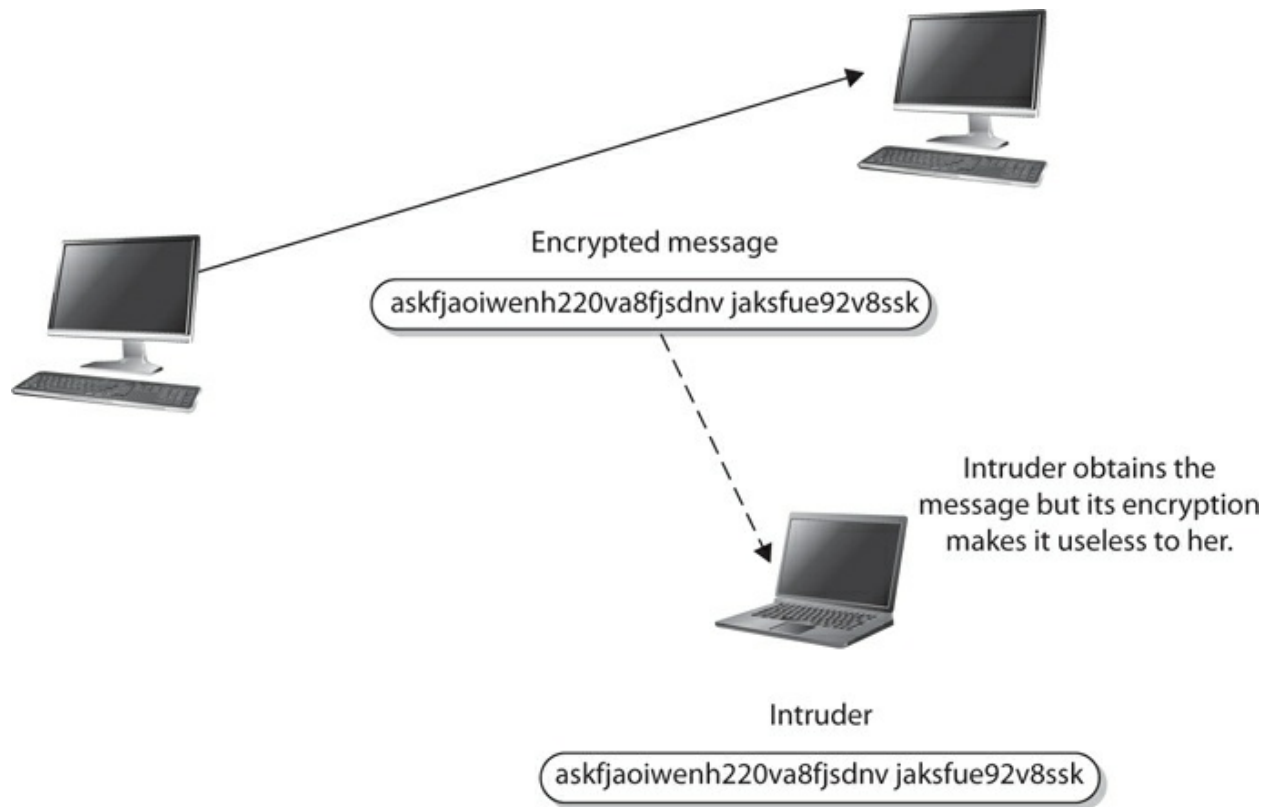 Encrypted message
askfjaoiwenh220va8fjsdnv jaksfue92v8ssk
Intruder obtains the
message but its encryption
makes it useless to her.
Intruder
askfjaoiwenh220va8fjsdnv jaksfue92v8ssk